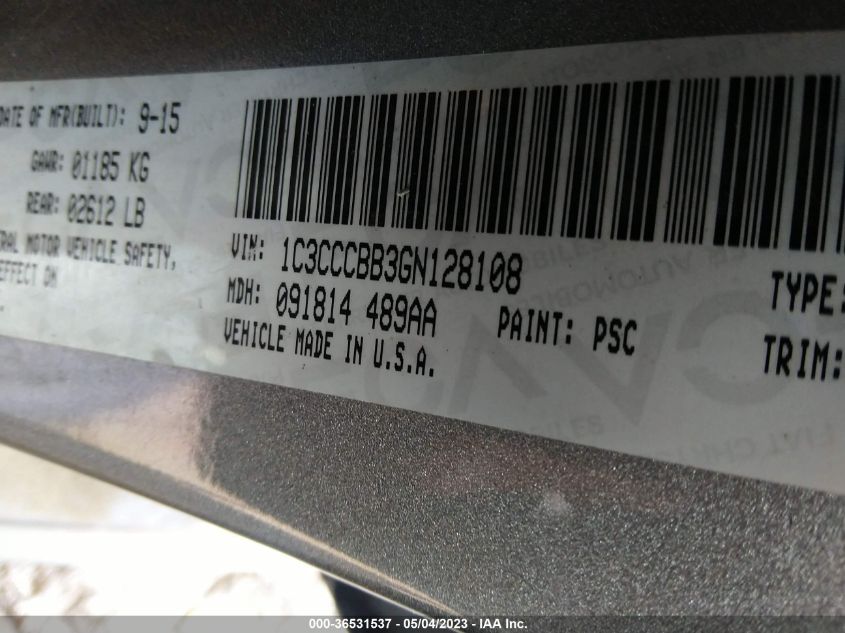 DATE OF MFR(BUILT): 9-15
GAWR: 01185 KG
REAR: 02612 LB
MOTOR VEHICLE SAFETY,
EFFECT ON
VIN: 1C3CCCBB3GN128108
MDH: 091814 489AA
PAINT: PSC
VEHICLE MADE IN U.S.A.
TYPE:
TRIM:
000-36531537 - 05/04/2023 - IAA Inc.